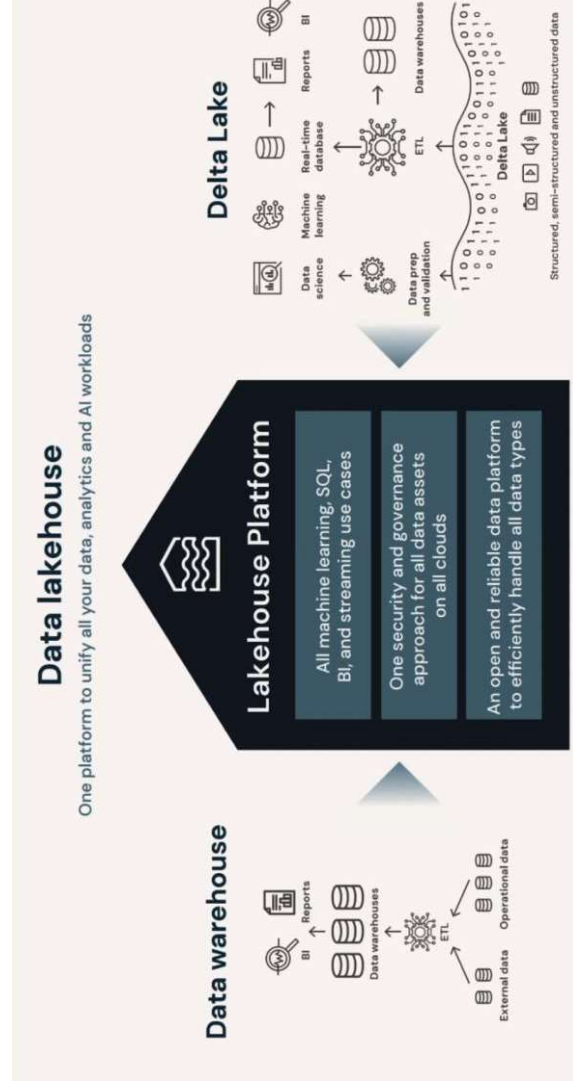 Data lakehouse
One platform to unify all your data, analytics and AI workloads
Data warehouse
BI
Reports
Data warehouses
ETL
External data
Operational data
Lakehouse Platform
All machine learning, SQL,
BI, and streaming use cases
One security and governance
approach for all data assets
on all clouds
An open and reliable data platform
to efficiently handle all data types
Delta Lake
Data
science
Machine
learning
Real-time
database
Reports
BI
Data prep
and validation
ETL
Data warehouses
Delta Lake
Structured, semi-structured and unstructured data